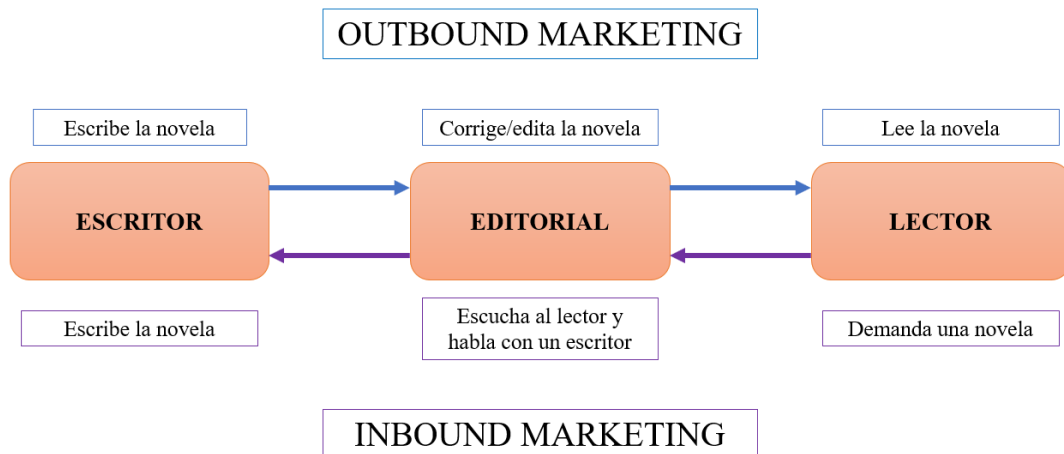 OUTBOUND MARKETING
Escribe la novela
Corrige/edita la novela
Lee la novela
ESCRITOR
EDITORIAL
LECTOR
Escribe la novela
Escucha al lector y
habla con un escritor
Demanda una novela
INBOUND MARKETING